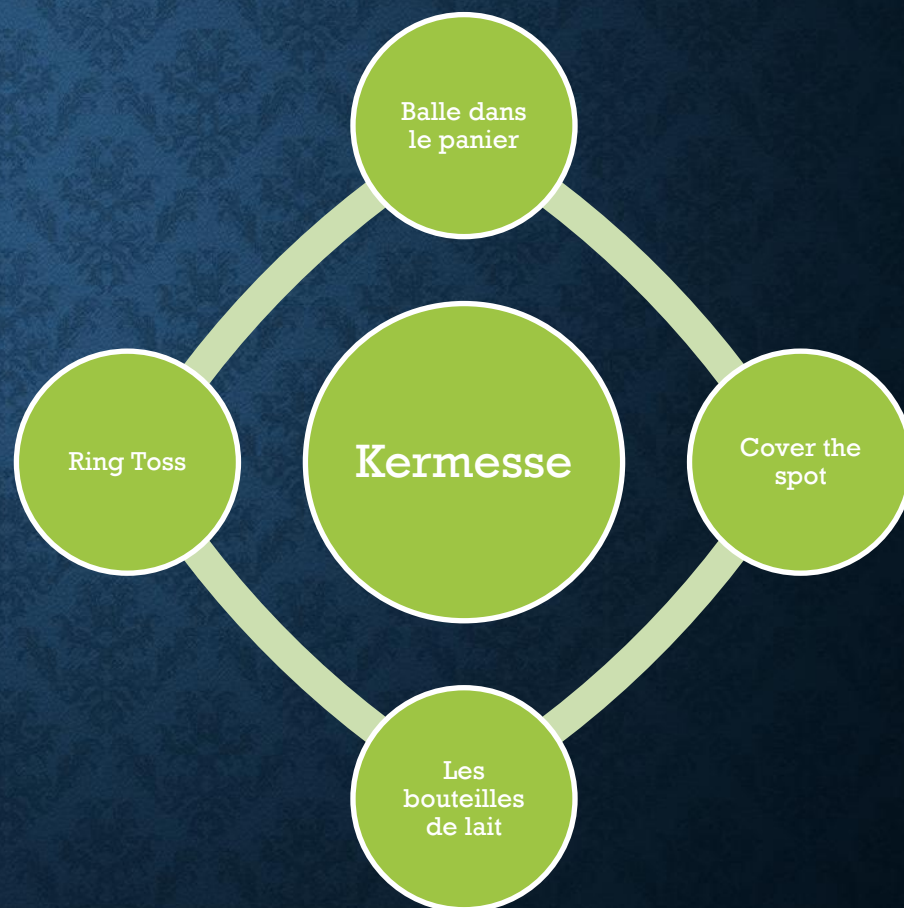 Balle dans
le panier
Ring Toss
Kermesse
Cover the
spot
Les
bouteilles
de lait